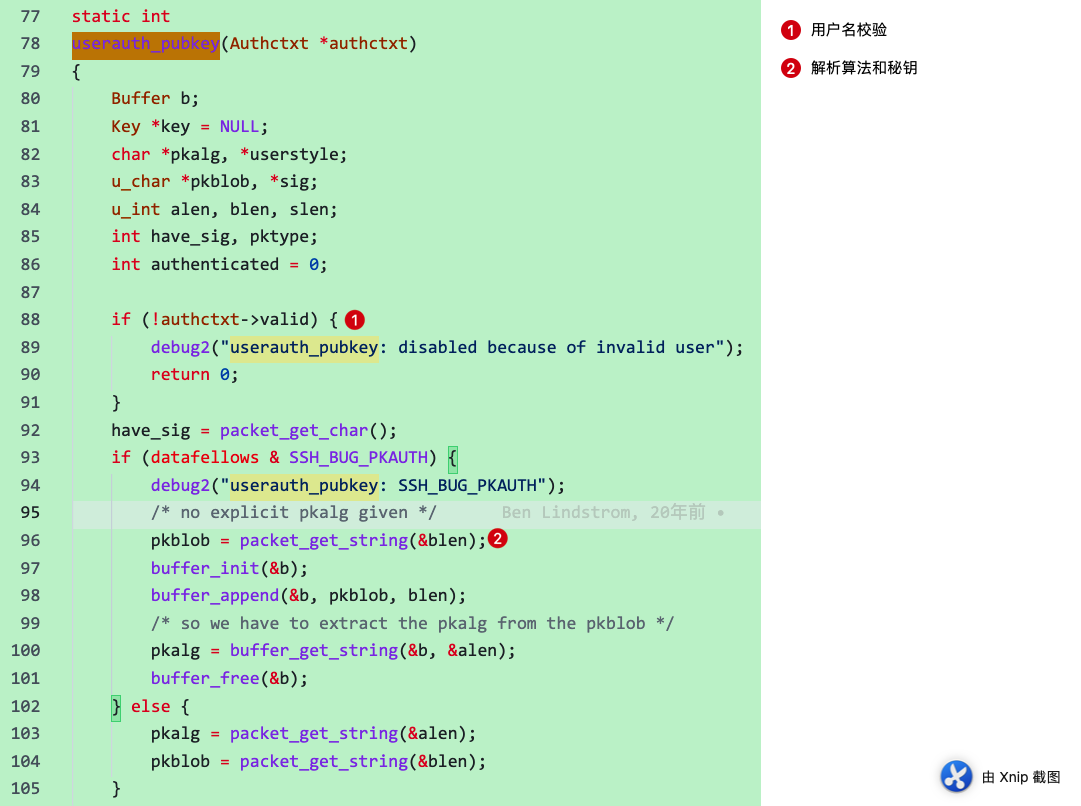 77 static int
78 userauth_pubkey(Authctxt *authctxt)
79 {
80     Buffer b;
81     Key *key = NULL;
82     char *pkalg, *userstyle;
83     u_char *pkblob, *sig;
84     u_int alen, blen, slen;
85     int have_sig, pktype;
86     int authenticated = 0;
87
88     if (!authctxt->valid) { 1
89         debug2("userauth_pubkey: disabled because of invalid user");
90         return 0;
91     }
92     have_sig = packet_get_char();
93     if (datafellows & SSH_BUG_PKAUTH) {
94         debug2("userauth_pubkey: SSH_BUG_PKAUTH");
95         /* no explicit pkalg given */ Ben Lindstrom, 20年前 •
96         pkblob = packet_get_string(&blen); 2
97         buffer_init(&b);
98         buffer_append(&b, pkblob, blen);
99         /* so we have to extract the pkalg from the pkblob */
100         pkalg = buffer_get_string(&b, &alen);
101         buffer_free(&b);
102     } else {
103         pkalg = packet_get_string(&alen);
104         pkblob = packet_get_string(&blen);
105     }
1 用户名校验
2 解析算法和秘钥
由 Xnip 截图